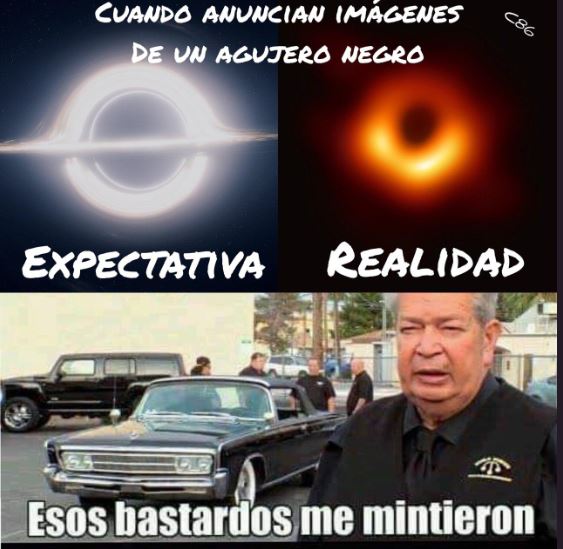 Cuando anuncian imágenes
C86
De un agujero negro
Expectativa
Realidad
Esos bastardos me mintieron